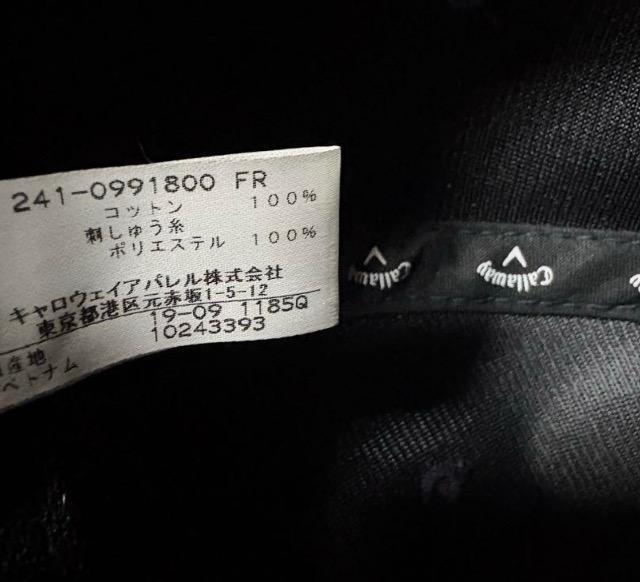 241-0991800 FR
コットン 100%
刺しゅう糸
ポリエステル 100%
キャロウェイアパレル株式会社
東京都港区元赤坂1-5-12
19-09 1185Q
10243393
産地
ベトナム
Callaway
Callaway